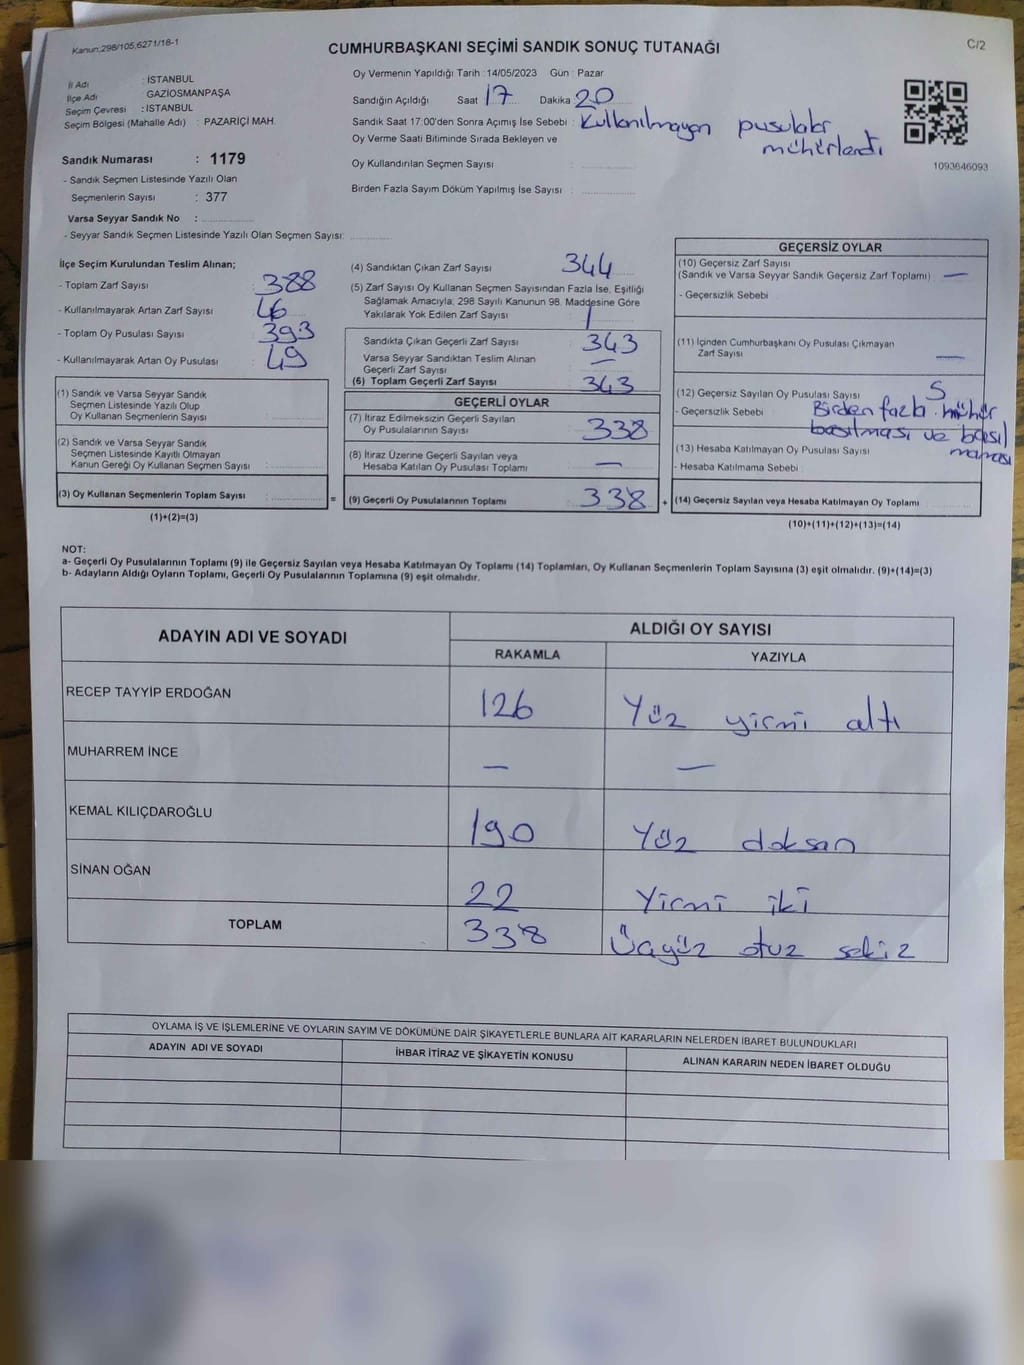 Kanun:298/105,6271/18-1
CUMHURBAŞKANI SEÇİMİ SANDIK SONUÇ TUTANAĞI
C/2
İl Adı : İSTANBUL
İlçe Adı GAZİOSMANPAŞA
Seçim Çevresi : İSTANBUL
Seçim Bölgesi (Mahalle Adı) : PAZARİÇİ MAH.
Sandık Numarası : 1179
- Sandık Seçmen Listesinde Yazılı Olan
Seçmenlerin Sayısı : 377
Varsa Seyyar Sandık No :
- Seyyar Sandık Seçmen Listesinde Yazılı Olan Seçmen Sayısı:
Oy Vermenin Yapıldığı Tarih :14/05/2023 Gün : Pazar
Sandığın Açıldığı Saat 17 Dakika 20
Sandık Saat 17:00'den Sonra Açımış İse Sebebi : Kullanılmayan pusulalar
mühürlendi
Oy Verme Saati Bitiminde Sırada Bekleyen ve
Oy Kullandırılan Seçmen Sayısı :
Birden Fazla Sayım Döküm Yapılmış İse Sayısı :
1093646093
İlçe Seçim Kurulundan Teslim Alınan;
- Toplam Zarf Sayısı : 388
- Kullanılmayarak Artan Zarf Sayısı : 46
- Toplam Oy Pusulası Sayısı : 393
- Kullanılmayarak Artan Oy Pusulası : 49
(1) Sandık ve Varsa Seyyar Sandık
Seçmen Listesinde Yazılı Olup
Oy Kullanan Seçmenlerin Sayısı :
(2) Sandık ve Varsa Seyyar Sandık
Seçmen Listesinde Kayıtlı Olmayan
Kanun Gereği Oy Kullanan Seçmen Sayısı :
(3) Oy Kullanan Seçmenlerin Toplam Sayısı : =
(1)+(2)=(3)
(4) Sandıktan Çıkan Zarf Sayısı : 344
(5) Zarf Sayısı Oy Kullanan Seçmen Sayısından Fazla İse, Eşitliği
Sağlamak Amacıyla, 298 Sayılı Kanunun 98. Maddesine Göre
Yakılarak Yok Edilen Zarf Sayısı : 1
Sandıkta Çıkan Geçerli Zarf Sayısı : 343
Varsa Seyyar Sandıktan Teslim Alınan
Geçerli Zarf Sayısı : —
(6) Toplam Geçerli Zarf Sayısı : 343
GEÇERLİ OYLAR
(7) İtiraz Edilmeksizin Geçerli Sayılan
Oy Pusulalarının Sayısı : 338
(8) İtiraz Üzerine Geçerli Sayılan veya
Hesaba Katılan Oy Pusulası Toplamı : —
(9) Geçerli Oy Pusulalarının Toplamı : 338 +
GEÇERSİZ OYLAR
(10) Geçersiz Zarf Sayısı
(Sandık ve Varsa Seyyar Sandık Geçersiz Zarf Toplamı) : —
- Geçersizlik Sebebi
(11) İçinden Cumhurbaşkanı Oy Pusulası Çıkmayan
Zarf Sayısı —
(12) Geçersiz Sayılan Oy Pusulası Sayısı : 5
- Geçersizlik Sebebi Birden fazla mühür
basılması ve basıl
maması
(13) Hesaba Katılmayan Oy Pusulası Sayısı
- Hesaba Katılmama Sebebi
(14) Geçersiz Sayılan veya Hesaba Katılmayan Oy Toplamı
(10)+(11)+(12)+(13)=(14)
NOT:
a- Geçerli Oy Pusulalarının Toplamı (9) ile Geçersiz Sayılan veya Hesaba Katılmayan Oy Toplamı (14) Toplamları, Oy Kullanan Seçmenlerin Toplam Sayısına (3) eşit olmalıdır. (9)+(14)=(3)
b- Adayların Aldığı Oyların Toplamı, Geçerli Oy Pusulalarının Toplamına (9) eşit olmalıdır.
ADAYIN ADI VE SOYADI
ALDIĞI OY SAYISI
RAKAMLA YAZIYLA
RECEP TAYYİP ERDOĞAN 126 Yüz yirmi altı
MUHARREM İNCE — —
KEMAL KILIÇDAROĞLU 190 Yüz doksan
SİNAN OĞAN 22 Yirmi iki
TOPLAM 338 Üçyüz otuz sekiz
OYLAMA İŞ VE İŞLEMLERİNE VE OYLARIN SAYIM VE DÖKÜMÜNE DAİR ŞİKAYETLERLE BUNLARA AİT KARARLARIN NELERDEN İBARET BULUNDUKLARI
ADAYIN ADI VE SOYADI İHBAR İTİRAZ VE ŞİKAYETİN KONUSU ALINAN KARARIN NEDEN İBARET OLDUĞU